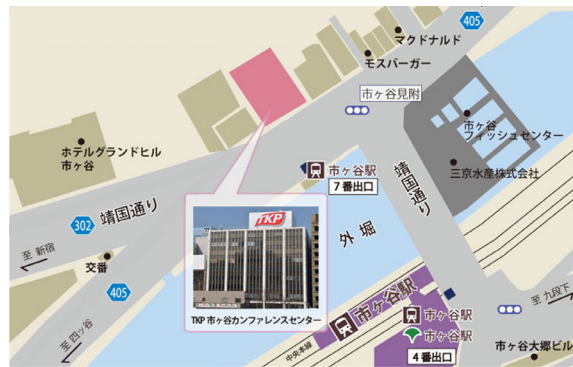 405
マクドナルド
モスバーガー
市ヶ谷見附
市ヶ谷
フィッシュセンター
三京水産株式会社
ホテルグランドヒル
市ヶ谷
市ヶ谷駅
7番出口
靖国通り
302
靖国通り
至 新宿
交番
405
至 四ッ谷
TKP
TKP 市ヶ谷カンファレンスセンター
外堀
市ヶ谷駅
中央本線
市ヶ谷駅
市ヶ谷駅
4番出口
至 九段下
市ヶ谷大郷ビル